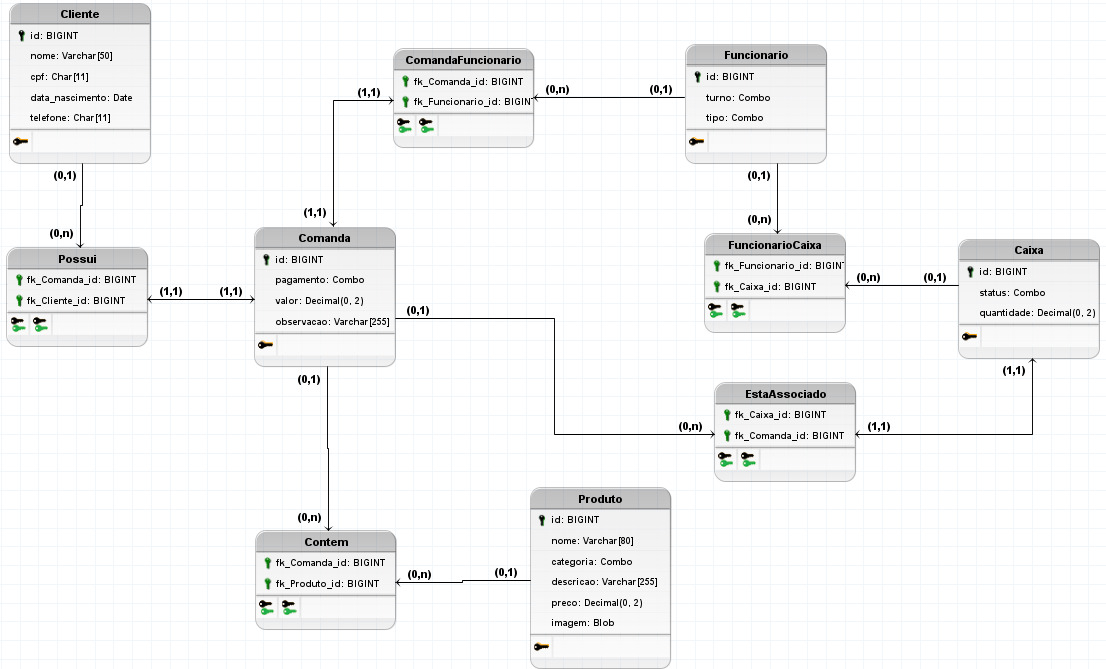 Cliente
id: BIGINT
nome: Varchar[50]
cpf: Char[11]
data_nascimento: Date
telefone: Char[11]
(0,1)
(0,n)
Possui
fk_Comanda_id: BIGINT
fk_Cliente_id: BIGINT
(1,1)
(1,1)
ComandaFuncionario
fk_Comanda_id: BIGINT
fk_Funcionario_id: BIGIN
(1,1)
(1,1)
(0,n)
(0,1)
Funcionario
id: BIGINT
turno: Combo
tipo: Combo
(0,1)
(0,n)
Comanda
id: BIGINT
pagamento: Combo
valor: Decimal(0, 2)
observacao: Varchar[255]
(0,1)
(0,n)
(0,1)
(0,n)
FuncionarioCaixa
fk_Funcionario_id: BIGIN
fk_Caixa_id: BIGINT
(0,n)
(0,1)
Caixa
id: BIGINT
status: Combo
quantidade: Decimal(0, 2)
(1,1)
EstaAssociado
fk_Caixa_id: BIGINT
fk_Comanda_id: BIGINT
(1,1)
Contem
fk_Comanda_id: BIGINT
fk_Produto_id: BIGINT
(0,n)
(0,1)
Produto
id: BIGINT
nome: Varchar[80]
categoria: Combo
descricao: Varchar[255]
preco: Decimal(0, 2)
imagem: Blob